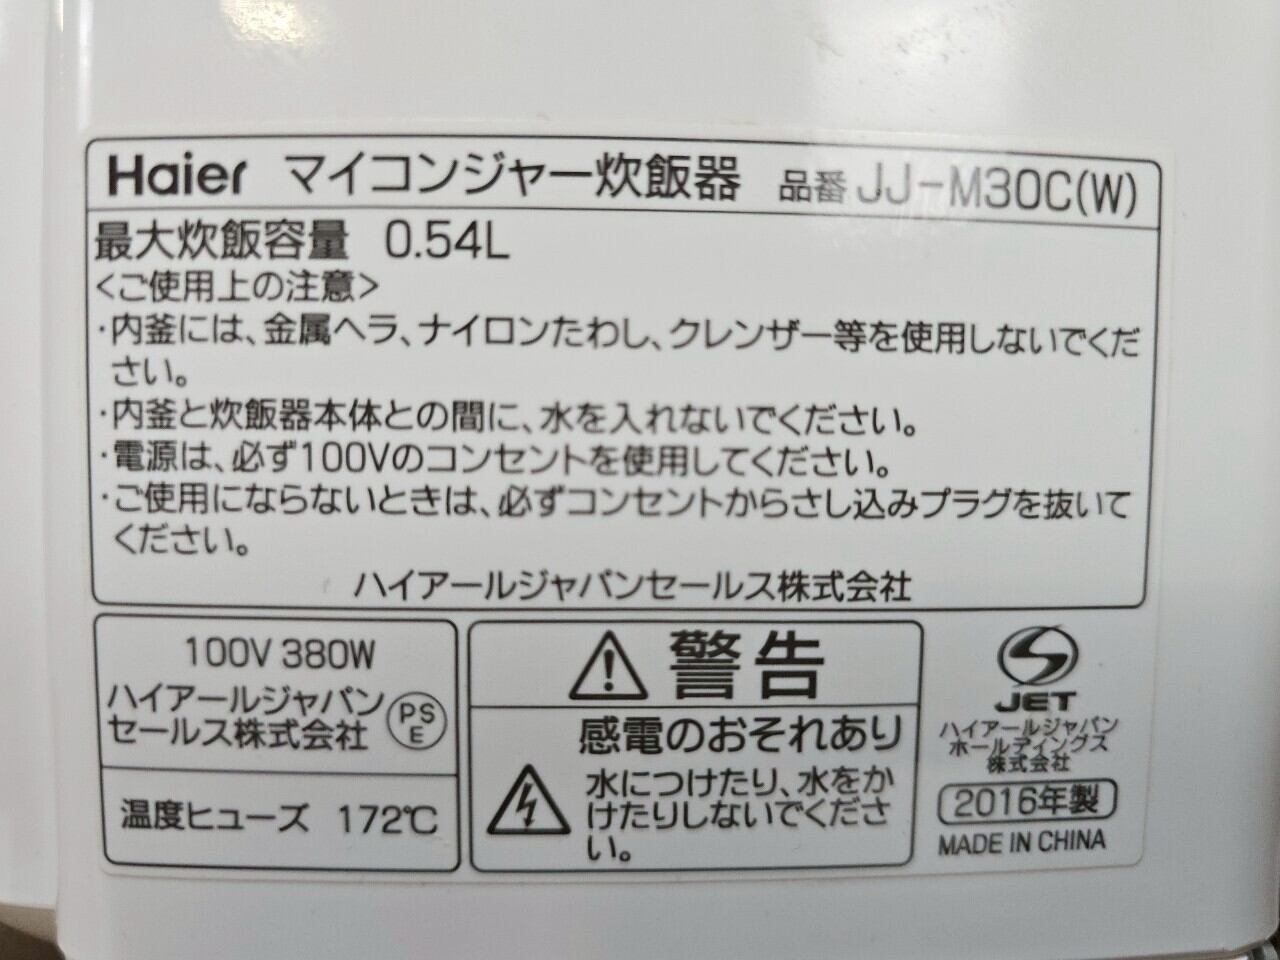 Haier マイコンジャー炊飯器 品番 JJ-M30C(W)
最大炊飯容量 0.54L
<ご使用上の注意>
・内釜には、金属ヘラ、ナイロンたわし、クレンザー等を使用しないでくだ
さい。
・内釜と炊飯器本体との間に、水を入れないでください。
・電源は、必ず100Vのコンセントを使用してください。
・ご使用にならないときは、必ずコンセントからさし込みプラグを抜いて
ください。
ハイアールジャパンセールス株式会社
100V 380W
ハイアールジャパン
セールス株式会社
PS
E
温度ヒューズ 172℃
警告
感電のおそれあり
水につけたり、水をか
けたりしないでくださ
い。
JET
ハイアールジャパン
ホールディングス
株式会社
2016年製
MADE IN CHINA